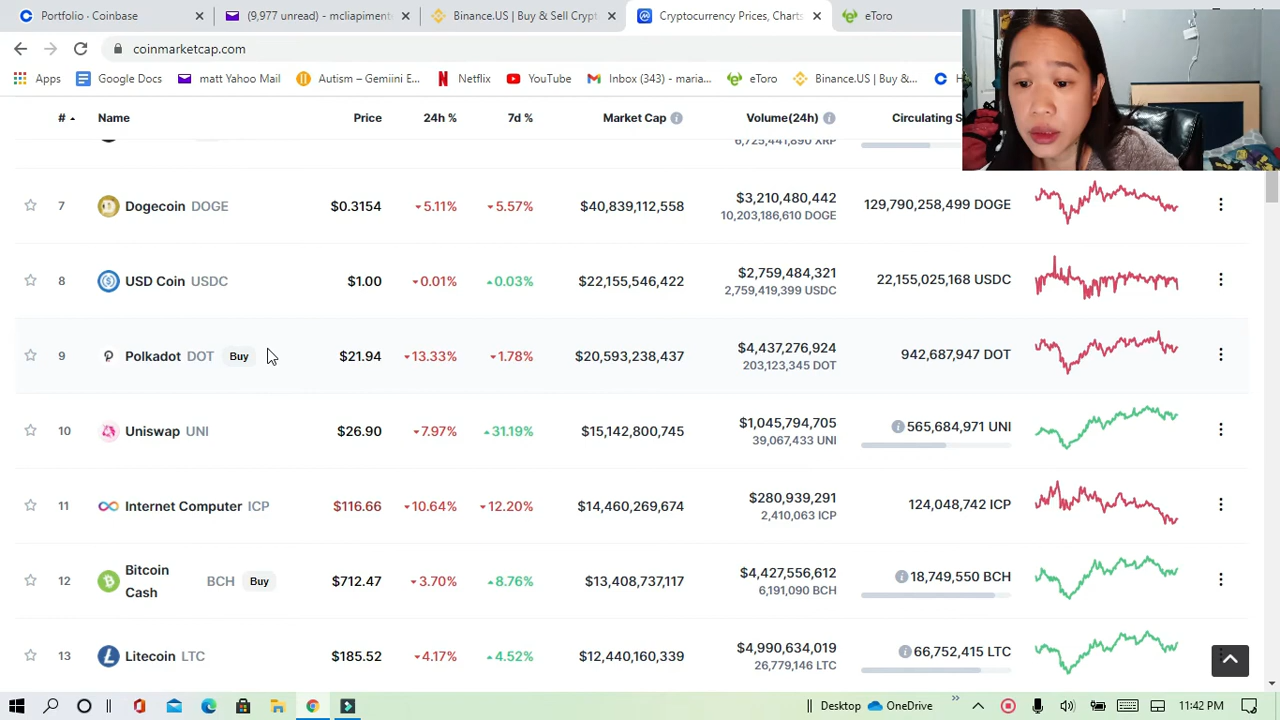 Portfolio - Coinbase
(9,977 unre
Binance.US | Buy & Sell Crypto
Cryptocurrency Prices, Charts
eToro
coinmarketcap.com
Apps
Google Docs
matt Yahoo Mail
Autism – Gemiini E...
Netflix
YouTube
Inbox (343) - maria...
eToro
Binance.US | Buy &...
# Name Price 24h % 7d % Market Cap Volume(24h) Circulating S
6,725,441,890 XRP
7 Dogecoin DOGE $0.3154 5.11% 5.57% $40,839,112,558 $3,210,480,442 129,790,258,499 DOGE
10,203,186,610 DOGE
8 USD Coin USDC $1.00 0.01% 0.03% $22,155,546,422 $2,759,484,321 22,155,025,168 USDC
2,759,419,399 USDC
9 Polkadot DOT Buy $21.94 13.33% 1.78% $20,593,238,437 $4,437,276,924 942,687,947 DOT
203,123,345 DOT
10 Uniswap UNI $26.90 7.97% 31.19% $15,142,800,745 $1,045,794,705 565,684,971 UNI
39,067,433 UNI
11 Internet Computer ICP $116.66 10.64% 12.20% $14,460,269,674 $280,939,291 124,048,742 ICP
2,410,063 ICP
12 Bitcoin Cash BCH Buy $712.47 3.70% 8.76% $13,408,737,117 $4,427,556,612 18,749,550 BCH
6,191,090 BCH
13 Litecoin LTC $185.52 4.17% 4.52% $12,440,160,339 $4,990,634,019 66,752,415 LTC
26,779,146 LTC
Desktop
OneDrive
11:42 PM